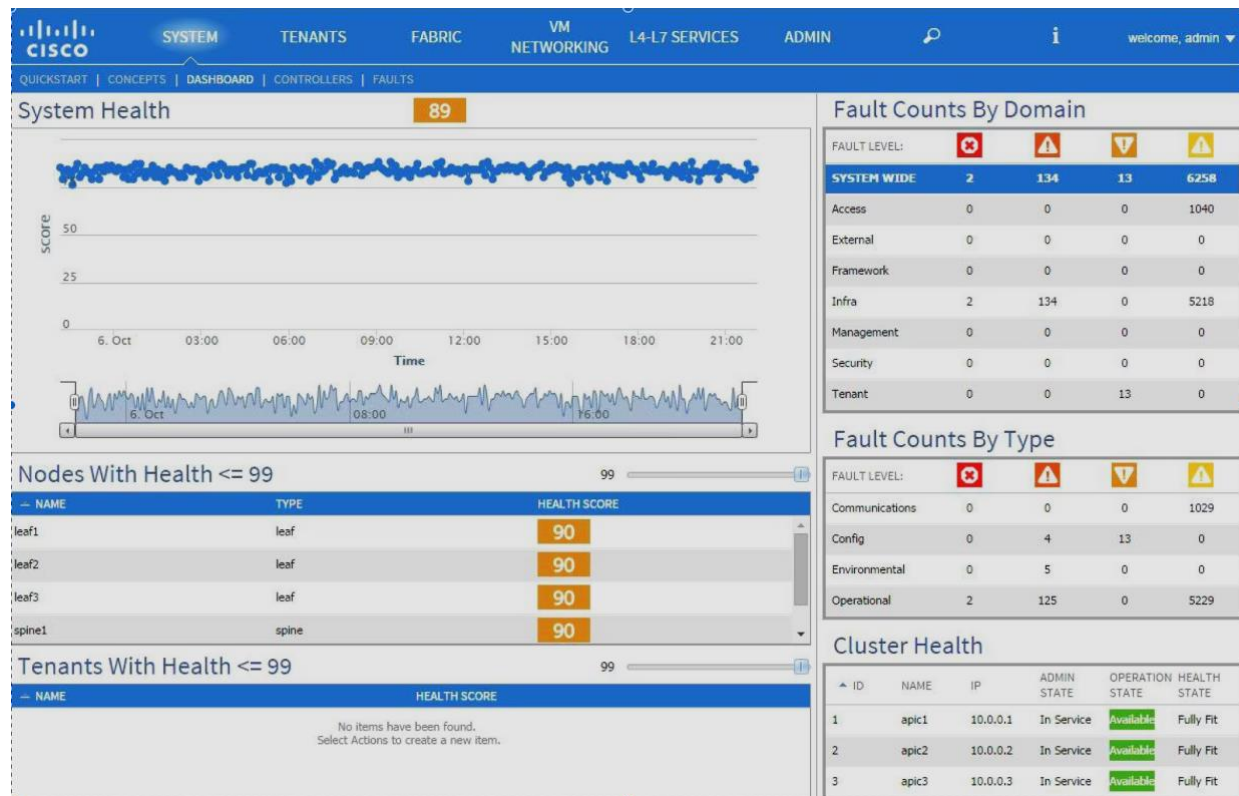 CISCO
SYSTEM TENANTS FABRIC VM NETWORKING L4-L7 SERVICES ADMIN i welcome, admin
QUICKSTART | CONCEPTS | DASHBOARD | CONTROLLERS | FAULTS
System Health 89
score
50
25
0
6. Oct 03:00 06:00 09:00 12:00 15:00 18:00 21:00
Time
6. Oct 08:00 16:00
Nodes With Health <= 99 99
NAME TYPE HEALTH SCORE
leaf1 leaf 90
leaf2 leaf 90
leaf3 leaf 90
spine1 spine 90
Tenants With Health <= 99 99
NAME HEALTH SCORE
No items have been found.
Select Actions to create a new item.
Fault Counts By Domain
FAULT LEVEL:
SYSTEM WIDE 2 134 13 6258
Access 0 0 0 1040
External 0 0 0 0
Framework 0 0 0 0
Infra 2 134 0 5218
Management 0 0 0 0
Security 0 0 0 0
Tenant 0 0 13 0
Fault Counts By Type
FAULT LEVEL:
Communications 0 0 0 1029
Config 0 4 13 0
Environmental 0 5 0 0
Operational 2 125 0 5229
Cluster Health
ID NAME IP ADMIN STATE OPERATION STATE HEALTH STATE
1 apic1 10.0.0.1 In Service Available Fully Fit
2 apic2 10.0.0.2 In Service Available Fully Fit
3 apic3 10.0.0.3 In Service Available Fully Fit